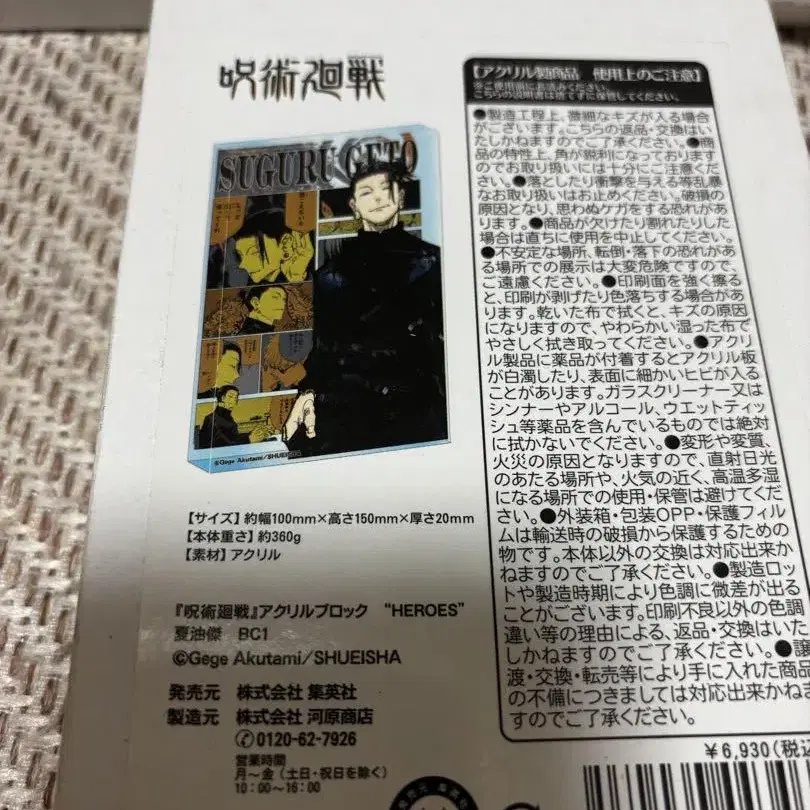 呪術廻戦
SUGURU GETO
©Gege Akutami/SHUEISHA
【サイズ】約幅100mm×高さ150mm×厚さ20mm
【本体重さ】約360g
【素材】アクリル
『呪術廻戦』アクリルブロック “HEROES”
夏油傑 BC1
©Gege Akutami/SHUEISHA
発売元 株式会社 集英社
製造元 株式会社 河原商店
0120-62-7926
営業時間
月～金（土日・祝日を除く）
10：00～16：00
【アクリル製商品 使用上のご注意】
※ご使用前にお読みください。
こちらの説明書は捨てずに保管してください。
●製造工程上、微細なキズが入る場合
がございます。こちらの返品・交換はい
たしかねますのでご了承ください。●商
品の特性上、角が鋭利になっております
のでお取り扱いには十分にご注意くださ
い。●落としたり衝撃を与える等乱暴
なお取り扱いはお止めください。破損の
原因となり、思わぬケガをする恐れがあ
ります。●商品が欠けたり割れたりした
場合は直ちに使用を中止してください。
●不安定な場所、転倒・落下の恐れがあ
る場所での展示は大変危険ですので、
ご遠慮ください。●印刷面を強く擦る
と、印刷が剥げたり色落ちする場合があ
ります。乾いた布で拭くと、キズの原因
になりますので、やわらかい湿った布で
やさしく拭き取ってください。●アクリ
ル製品に薬品が付着するとアクリル板
が白濁したり、表面に細かいヒビが入る
ことがあります。ガラスクリーナー又は
シンナーやアルコール、ウエットティッ
シュ等薬品を含んでいるものでは絶対
に拭かないでください。●変形や変質、
火災の原因となりますので、直射日光
のあたる場所や、火気の近く、高温多湿
になる場所での使用・保管は避けてくだ
さい。●外装箱・包装OPP・保護フィル
ムは輸送時の破損から保護するための
物です。本体以外の交換は対応出来か
ねますのでご了承ください。●製造ロッ
トや製造時期により色調に微差が出る
ことがございます。印刷不良以外の色調
違い等の理由による、返品・交換はいた
しかねますのでご了承ください。●譲
渡・交換・転売等により手に入れた商品
の不備につきましては対応出来かねま
すのでご了承ください。
￥6,930(税込